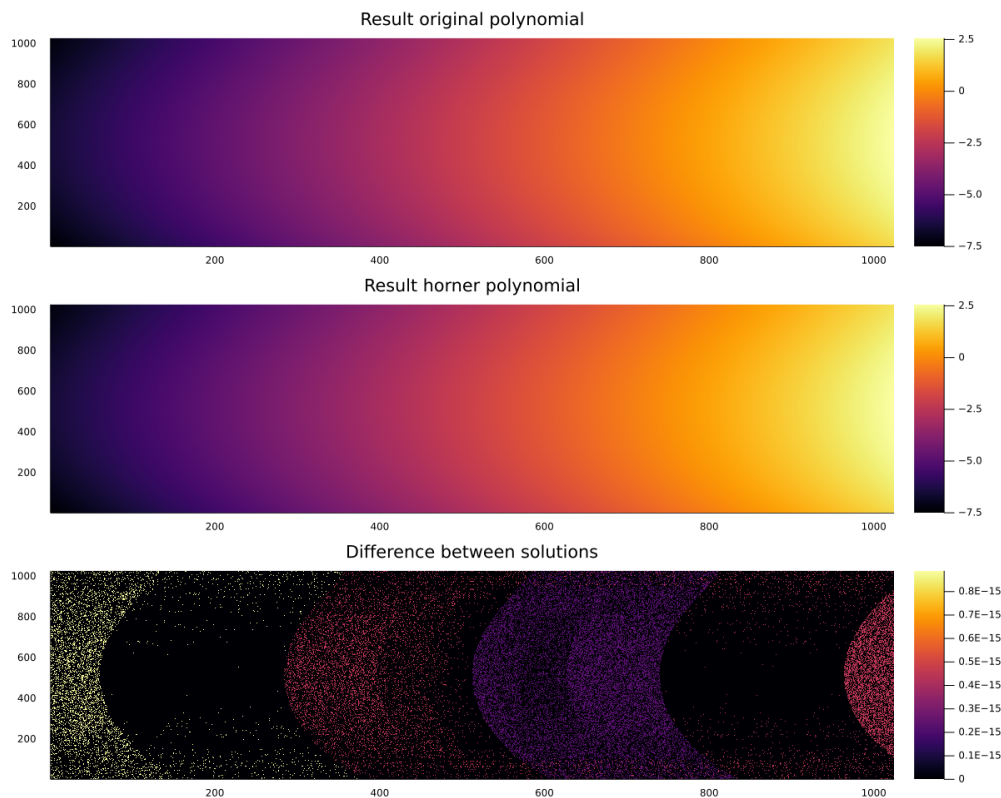 Result original polynomial
1000
800
600
400
200
200 400 600 800 1000
2.5
0
−2.5
−5.0
−7.5
Result horner polynomial
1000
800
600
400
200
200 400 600 800 1000
2.5
0
−2.5
−5.0
−7.5
Difference between solutions
1000
800
600
400
200
200 400 600 800 1000
0.8E−15
0.7E−15
0.6E−15
0.5E−15
0.4E−15
0.3E−15
0.2E−15
0.1E−15
0